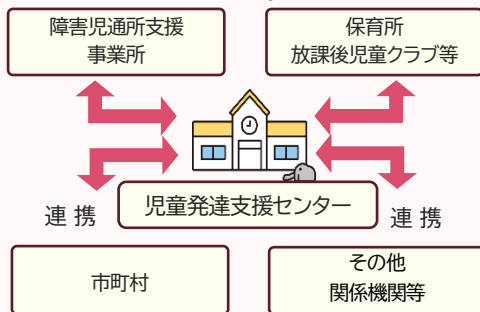 障害児通所支援
事業所
保育所
放課後児童クラブ等
児童発達支援センター
連携
連携
市町村
その他
関係機関等